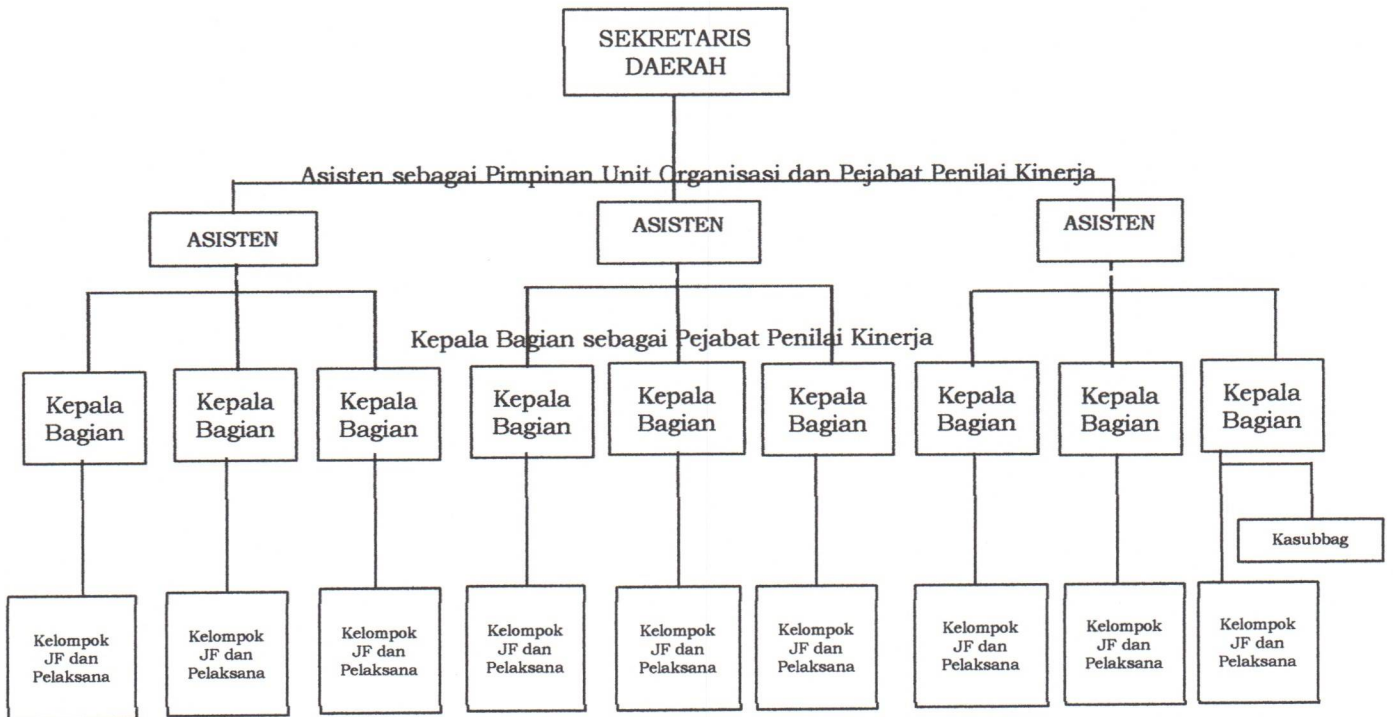 SEKRETARIS
DAERAH
Asisten sebagai Pimpinan Unit Organisasi dan Pejabat Penilai Kinerja
ASISTEN
ASISTEN
ASISTEN
Kepala Bagian sebagai Pejabat Penilai Kinerja
Kepala
Bagian
Kepala
Bagian
Kepala
Bagian
Kepala
Bagian
Kepala
Bagian
Kepala
Bagian
Kepala
Bagian
Kepala
Bagian
Kepala
Bagian
Kasubbag
Kelompok
JF dan
Pelaksana
Kelompok
JF dan
Pelaksana
Kelompok
JF dan
Pelaksana
Kelompok
JF dan
Pelaksana
Kelompok
JF dan
Pelaksana
Kelompok
JF dan
Pelaksana
Kelompok
JF dan
Pelaksana
Kelompok
JF dan
Pelaksana
Kelompok
JF dan
Pelaksana